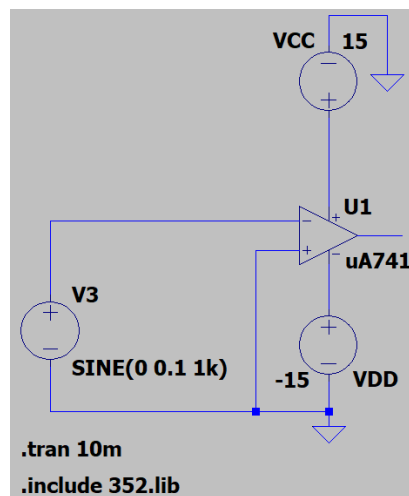 VCC 15
U1
uA741
V3
SINE(0 0.1 1k)
-15 VDD
.tran 10m
.include 352.lib